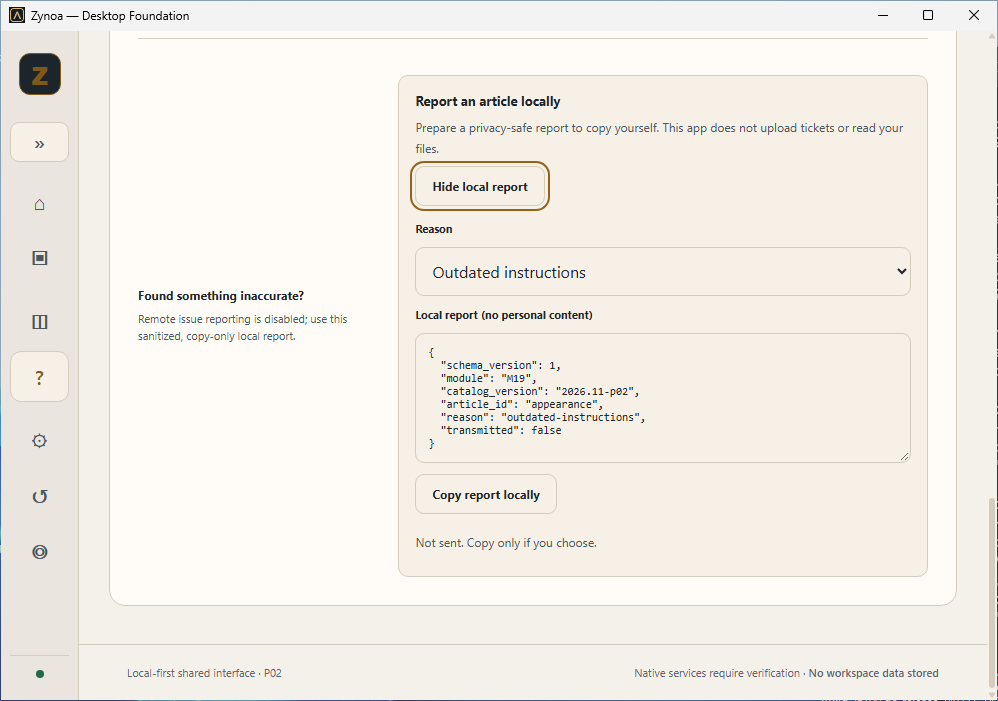 Zynoa — Desktop Foundation
Z
»
?
Report an article locally
Prepare a privacy-safe report to copy yourself. This app does not upload tickets or read your
files.
Hide local report
Reason
Outdated instructions
Found something inaccurate?
Remote issue reporting is disabled; use this
sanitized, copy-only local report.
Local report (no personal content)
{
  "schema_version": 1,
  "module": "M19",
  "catalog_version": "2026.11-p02",
  "article_id": "appearance",
  "reason": "outdated-instructions",
  "transmitted": false
}
Copy report locally
Not sent. Copy only if you choose.
Local-first shared interface · P02
Native services require verification · No workspace data stored